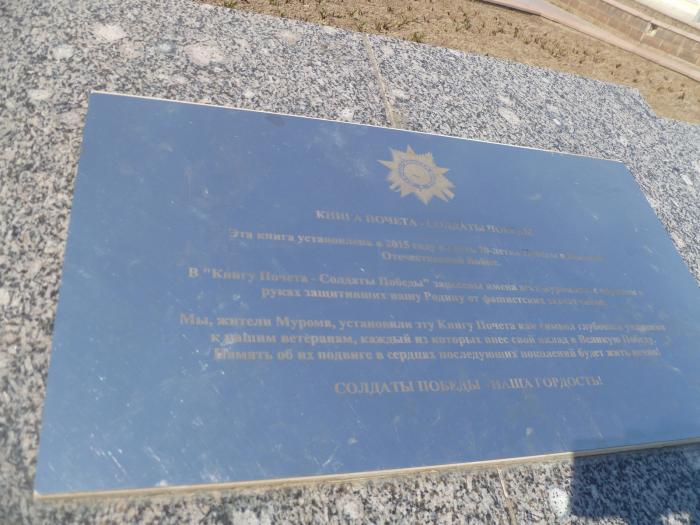 КНИГА ПОЧЕТА - СОЛДАТЫ ПОБЕДЫ
Эта книга установлена в 2015 году в честь 70-летия Победы в Великой
Отечественной войне.
В "Книгу Почета - Солдаты Победы" занесены имена всех муромцев, с оружием в
руках защитивших нашу Родину от фашистских захватчиков.
Мы, жители Мурома, установили эту Книгу Почета как символ глубокого уважения
к нашим ветеранам, каждый из которых внес свой вклад в Великую Победу.
Память об их подвиге в сердцах последующих поколений будет жить вечно!
СОЛДАТЫ ПОБЕДЫ - НАША ГОРДОСТЬ!